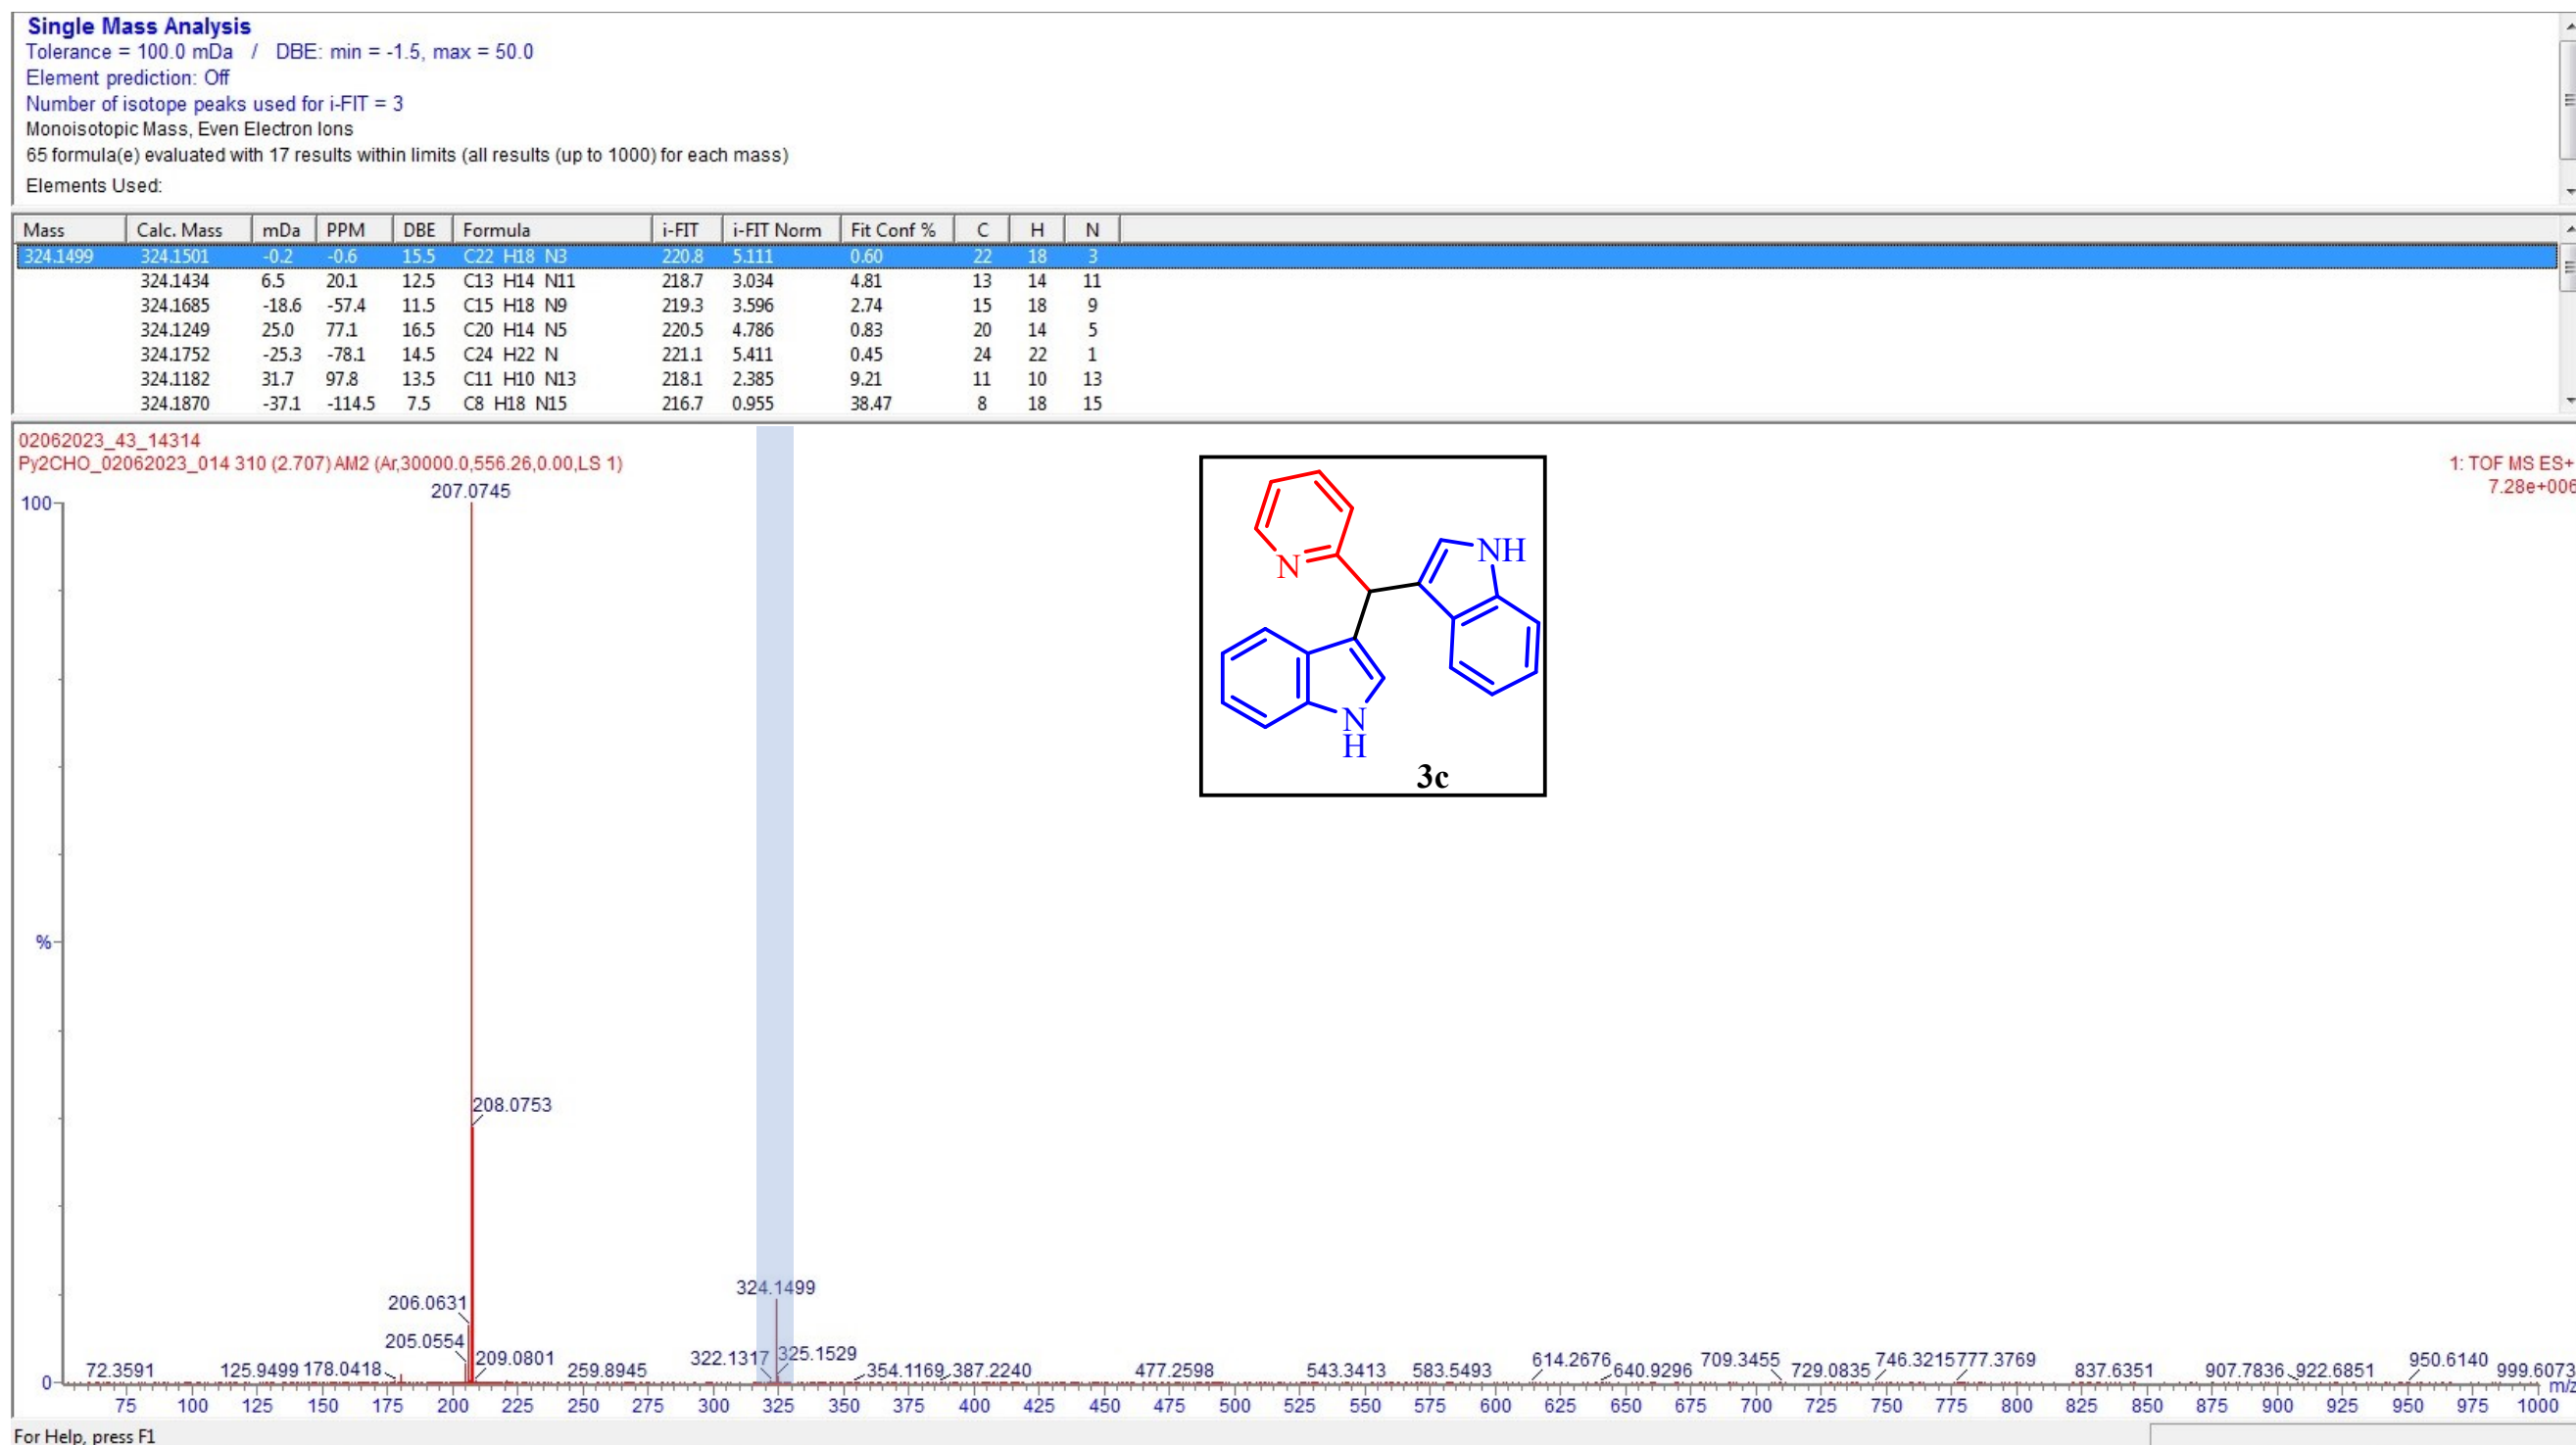 Single Mass Analysis
Tolerance = 100.0 mDa / DBE: min = -1.5, max = 50.0
Element prediction: Off
Number of isotope peaks used for i-FIT = 3
Monoisotopic Mass, Even Electron Ions
65 formula(e) evaluated with 17 results within limits (all results (up to 1000) for each mass)
Elements Used:
Mass Calc. Mass mDa PPM DBE Formula i-FIT i-FIT Norm Fit Conf % C H N
324.1499 324.1501 -0.2 -0.6 15.5 C22 H18 N3 220.8 5.111 0.60 22 18 3
324.1434 6.5 20.1 12.5 C13 H14 N11 218.7 3.034 4.81 13 14 11
324.1685 -18.6 -57.4 11.5 C15 H18 N9 219.3 3.596 2.74 15 18 9
324.1249 25.0 77.1 16.5 C20 H14 N5 220.5 4.786 0.83 20 14 5
324.1752 -25.3 -78.1 14.5 C24 H22 N 221.1 5.411 0.45 24 22 1
324.1182 31.7 97.8 13.5 C11 H10 N13 218.1 2.385 9.21 11 10 13
324.1870 -37.1 -114.5 7.5 C8 H18 N15 216.7 0.955 38.47 8 18 15
02062023_43_14314
Py2CHO_02062023_014 310 (2.707) AM2 (Ar,30000.0,556.26,0.00,LS 1)
1: TOF MS ES+
7.28e+006
207.0745
100
NH
N
N
H
3c
%
208.0753
324.1499
206.0631
205.0554
209.0801
322.1317
325.1529
72.3591 125.9499 178.0418 259.8945 354.1169 387.2240 477.2598 543.3413 583.5493 614.2676 640.9296 709.3455 729.0835 746.3215 777.3769 837.6351 907.7836 922.6851 950.6140 999.6073
0
m/z
75 100 125 150 175 200 225 250 275 300 325 350 375 400 425 450 475 500 525 550 575 600 625 650 675 700 725 750 775 800 825 850 875 900 925 950 975 1000
For Help, press F1